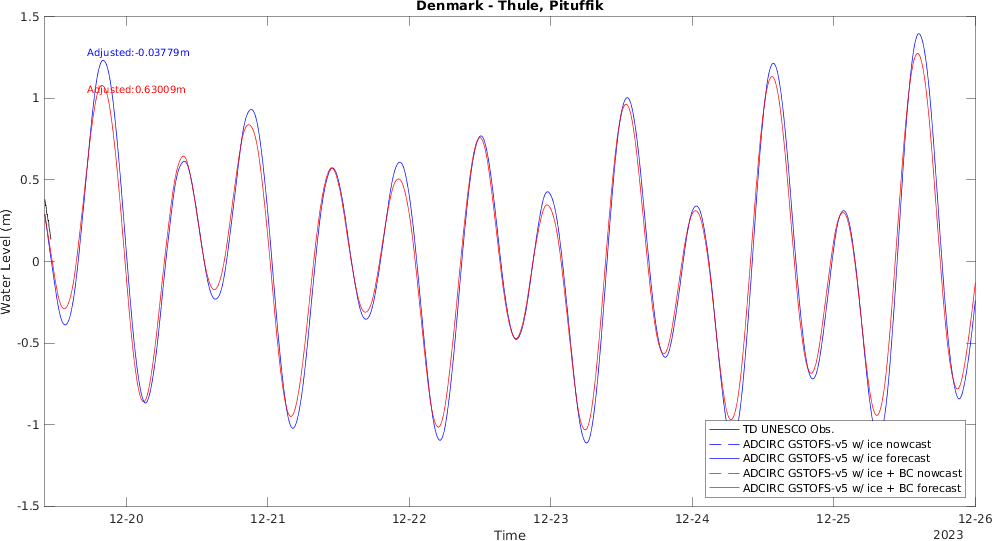 Denmark - Thule, Pituffik
1.5
1
0.5
0
-0.5
-1
-1.5
Water Level (m)
Adjusted:-0.03779m
Adjusted:0.63009m
TD UNESCO Obs.
ADCIRC GSTOFS-v5 w/ ice nowcast
ADCIRC GSTOFS-v5 w/ ice forecast
ADCIRC GSTOFS-v5 w/ ice + BC nowcast
ADCIRC GSTOFS-v5 w/ ice + BC forecast
12-20
12-21
12-22
12-23
12-24
12-25
12-26
Time
2023